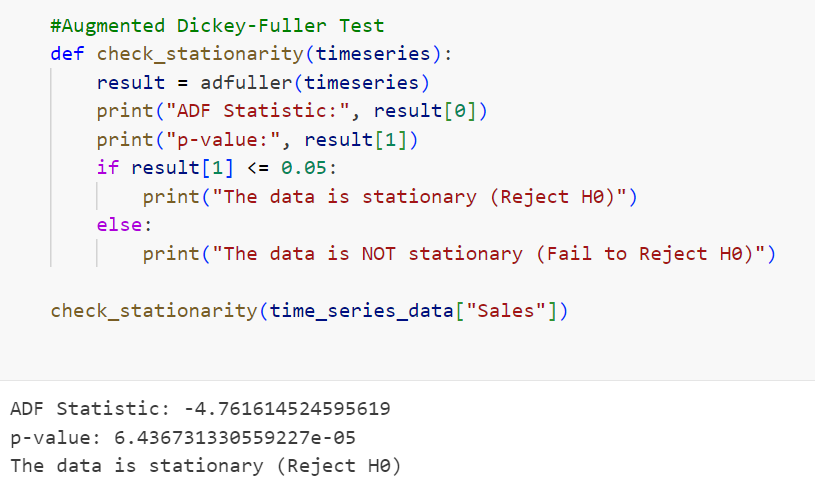 #Augmented Dickey-Fuller Test
def check_stationarity(timeseries):
    result = adfuller(timeseries)
    print("ADF Statistic:", result[0])
    print("p-value:", result[1])
    if result[1] <= 0.05:
        print("The data is stationary (Reject H0)")
    else:
        print("The data is NOT stationary (Fail to Reject H0)")
check_stationarity(time_series_data["Sales"])
ADF Statistic: -4.761614524595619
p-value: 6.436731330559227e-05
The data is stationary (Reject H0)